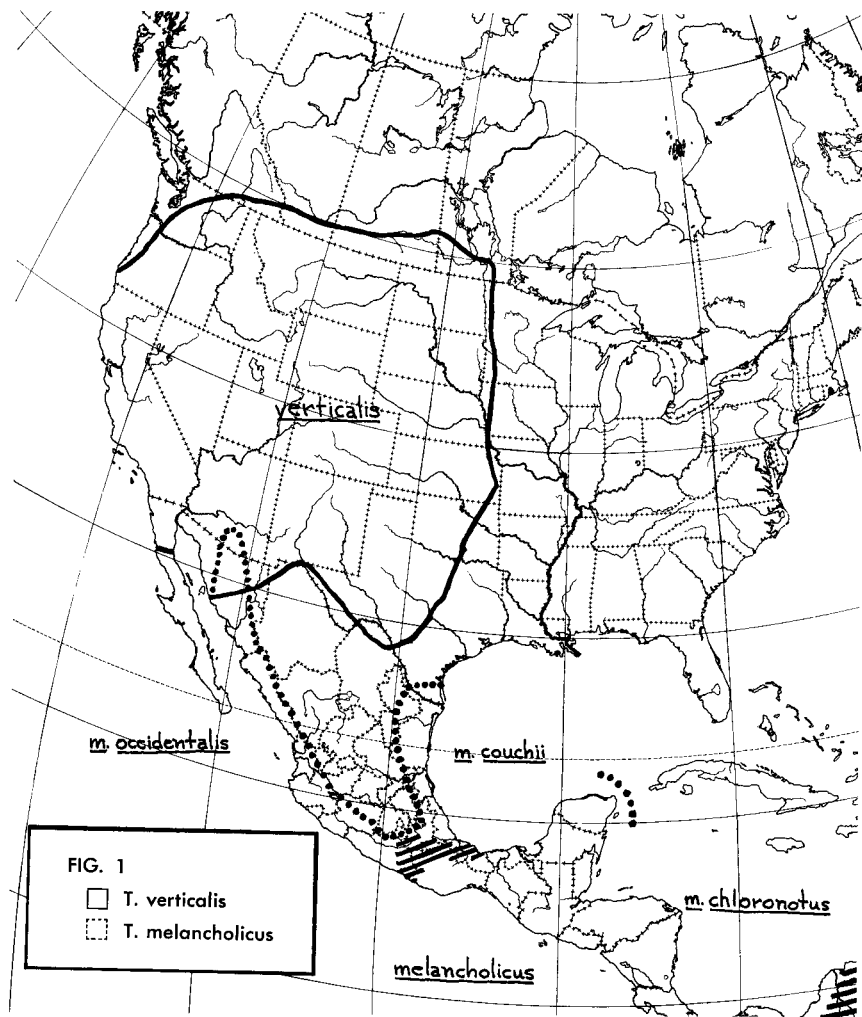 verticalis
m. occidentalis
m. couchii
FIG. 1
T. verticalis
T. melancholicus
m. chloronotus
melancholicus